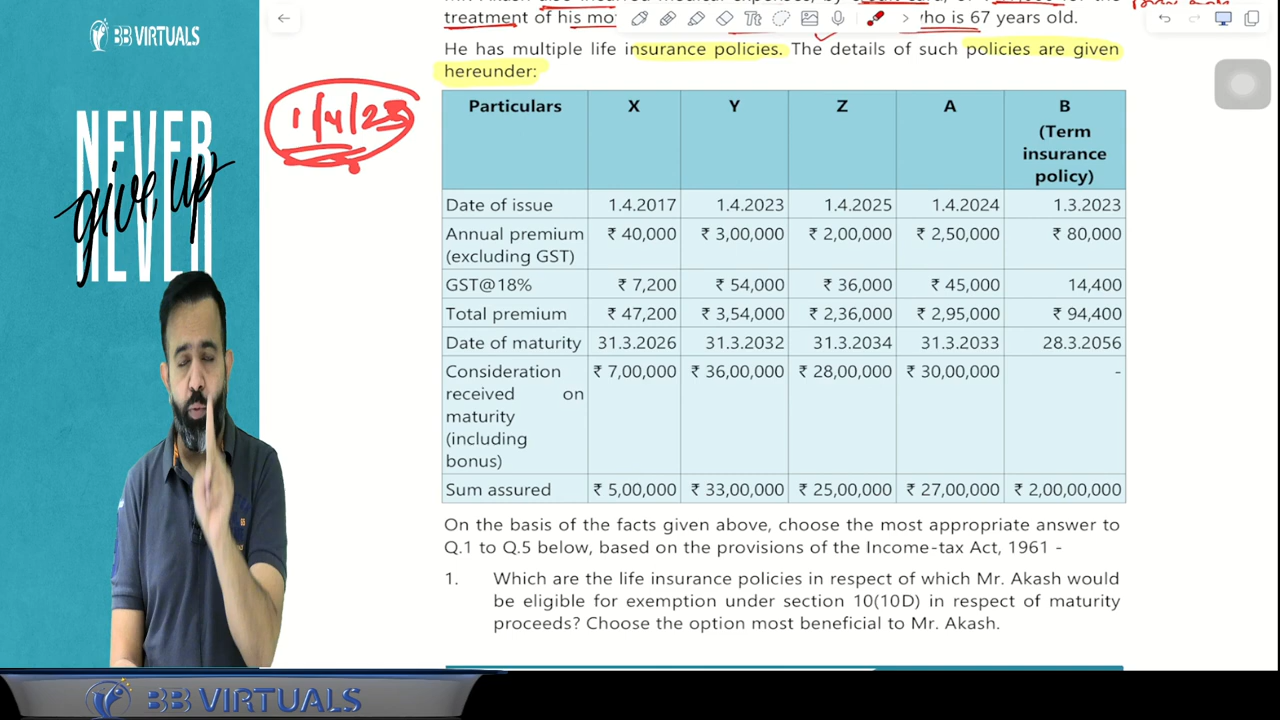 BB VIRTUALS
NEVER
give up
NEVER
treatment of his mo who is 67 years old.
He has multiple life insurance policies. The details of such policies are given
hereunder:
1/4/23
Particulars X Y Z A B
(Term
insurance
policy)
Date of issue 1.4.2017 1.4.2023 1.4.2025 1.4.2024 1.3.2023
Annual premium ₹ 40,000 ₹ 3,00,000 ₹ 2,00,000 ₹ 2,50,000 ₹ 80,000
(excluding GST)
GST@18% ₹ 7,200 ₹ 54,000 ₹ 36,000 ₹ 45,000 14,400
Total premium ₹ 47,200 ₹ 3,54,000 ₹ 2,36,000 ₹ 2,95,000 ₹ 94,400
Date of maturity 31.3.2026 31.3.2032 31.3.2034 31.3.2033 28.3.2056
Consideration ₹ 7,00,000 ₹ 36,00,000 ₹ 28,00,000 ₹ 30,00,000 -
received on
maturity
(including
bonus)
Sum assured ₹ 5,00,000 ₹ 33,00,000 ₹ 25,00,000 ₹ 27,00,000 ₹ 2,00,00,000
On the basis of the facts given above, choose the most appropriate answer to
Q.1 to Q.5 below, based on the provisions of the Income-tax Act, 1961 -
1. Which are the life insurance policies in respect of which Mr. Akash would
be eligible for exemption under section 10(10D) in respect of maturity
proceeds? Choose the option most beneficial to Mr. Akash.
BB VIRTUALS